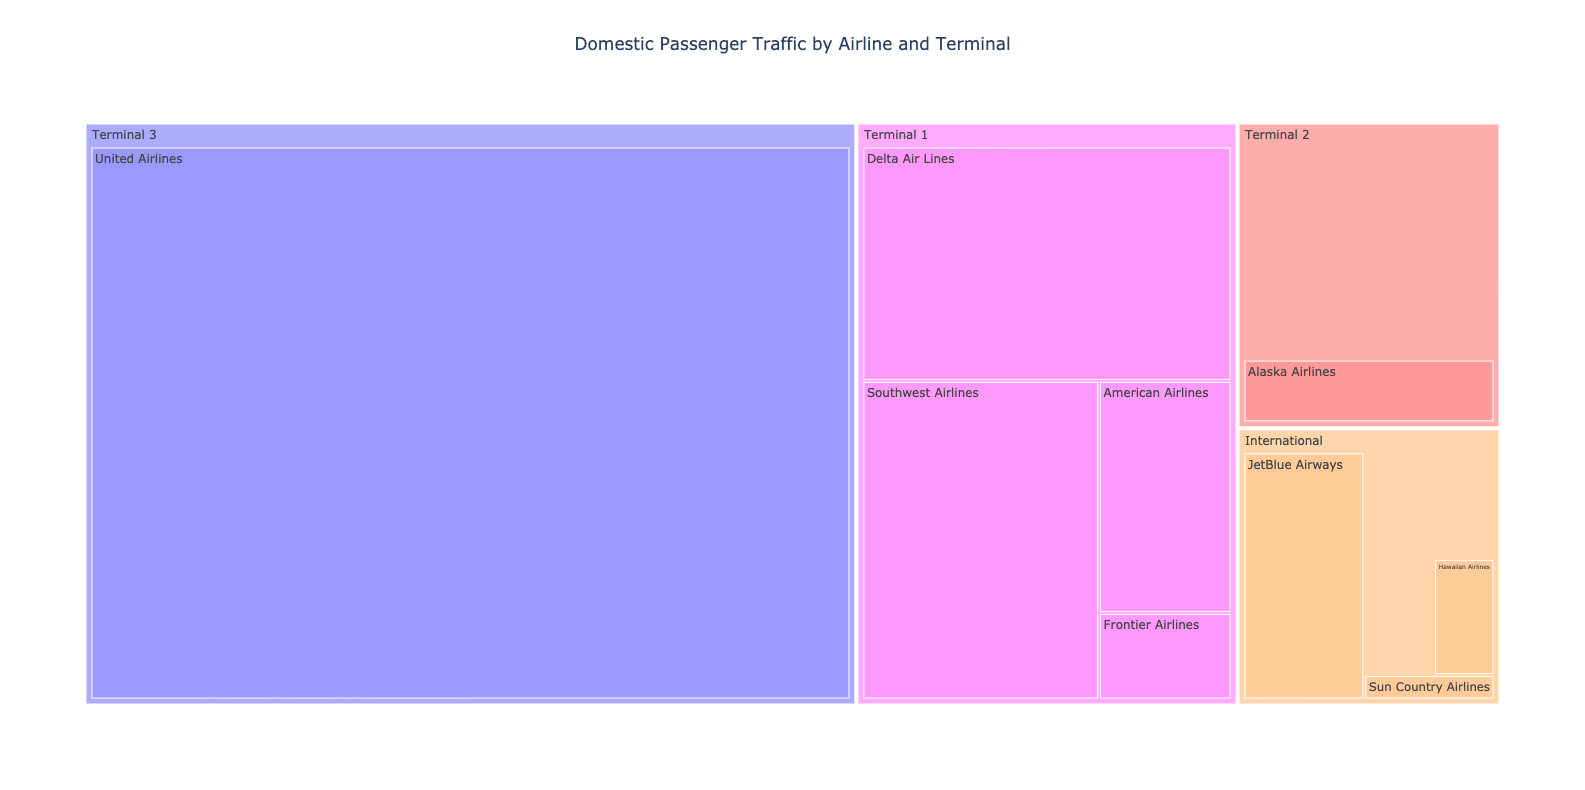 Domestic Passenger Traffic by Airline and Terminal
Terminal 3
United Airlines
Terminal 1
Delta Air Lines
Southwest Airlines
American Airlines
Frontier Airlines
Terminal 2
Alaska Airlines
International
JetBlue Airways
Hawaiian Airlines
Sun Country Airlines